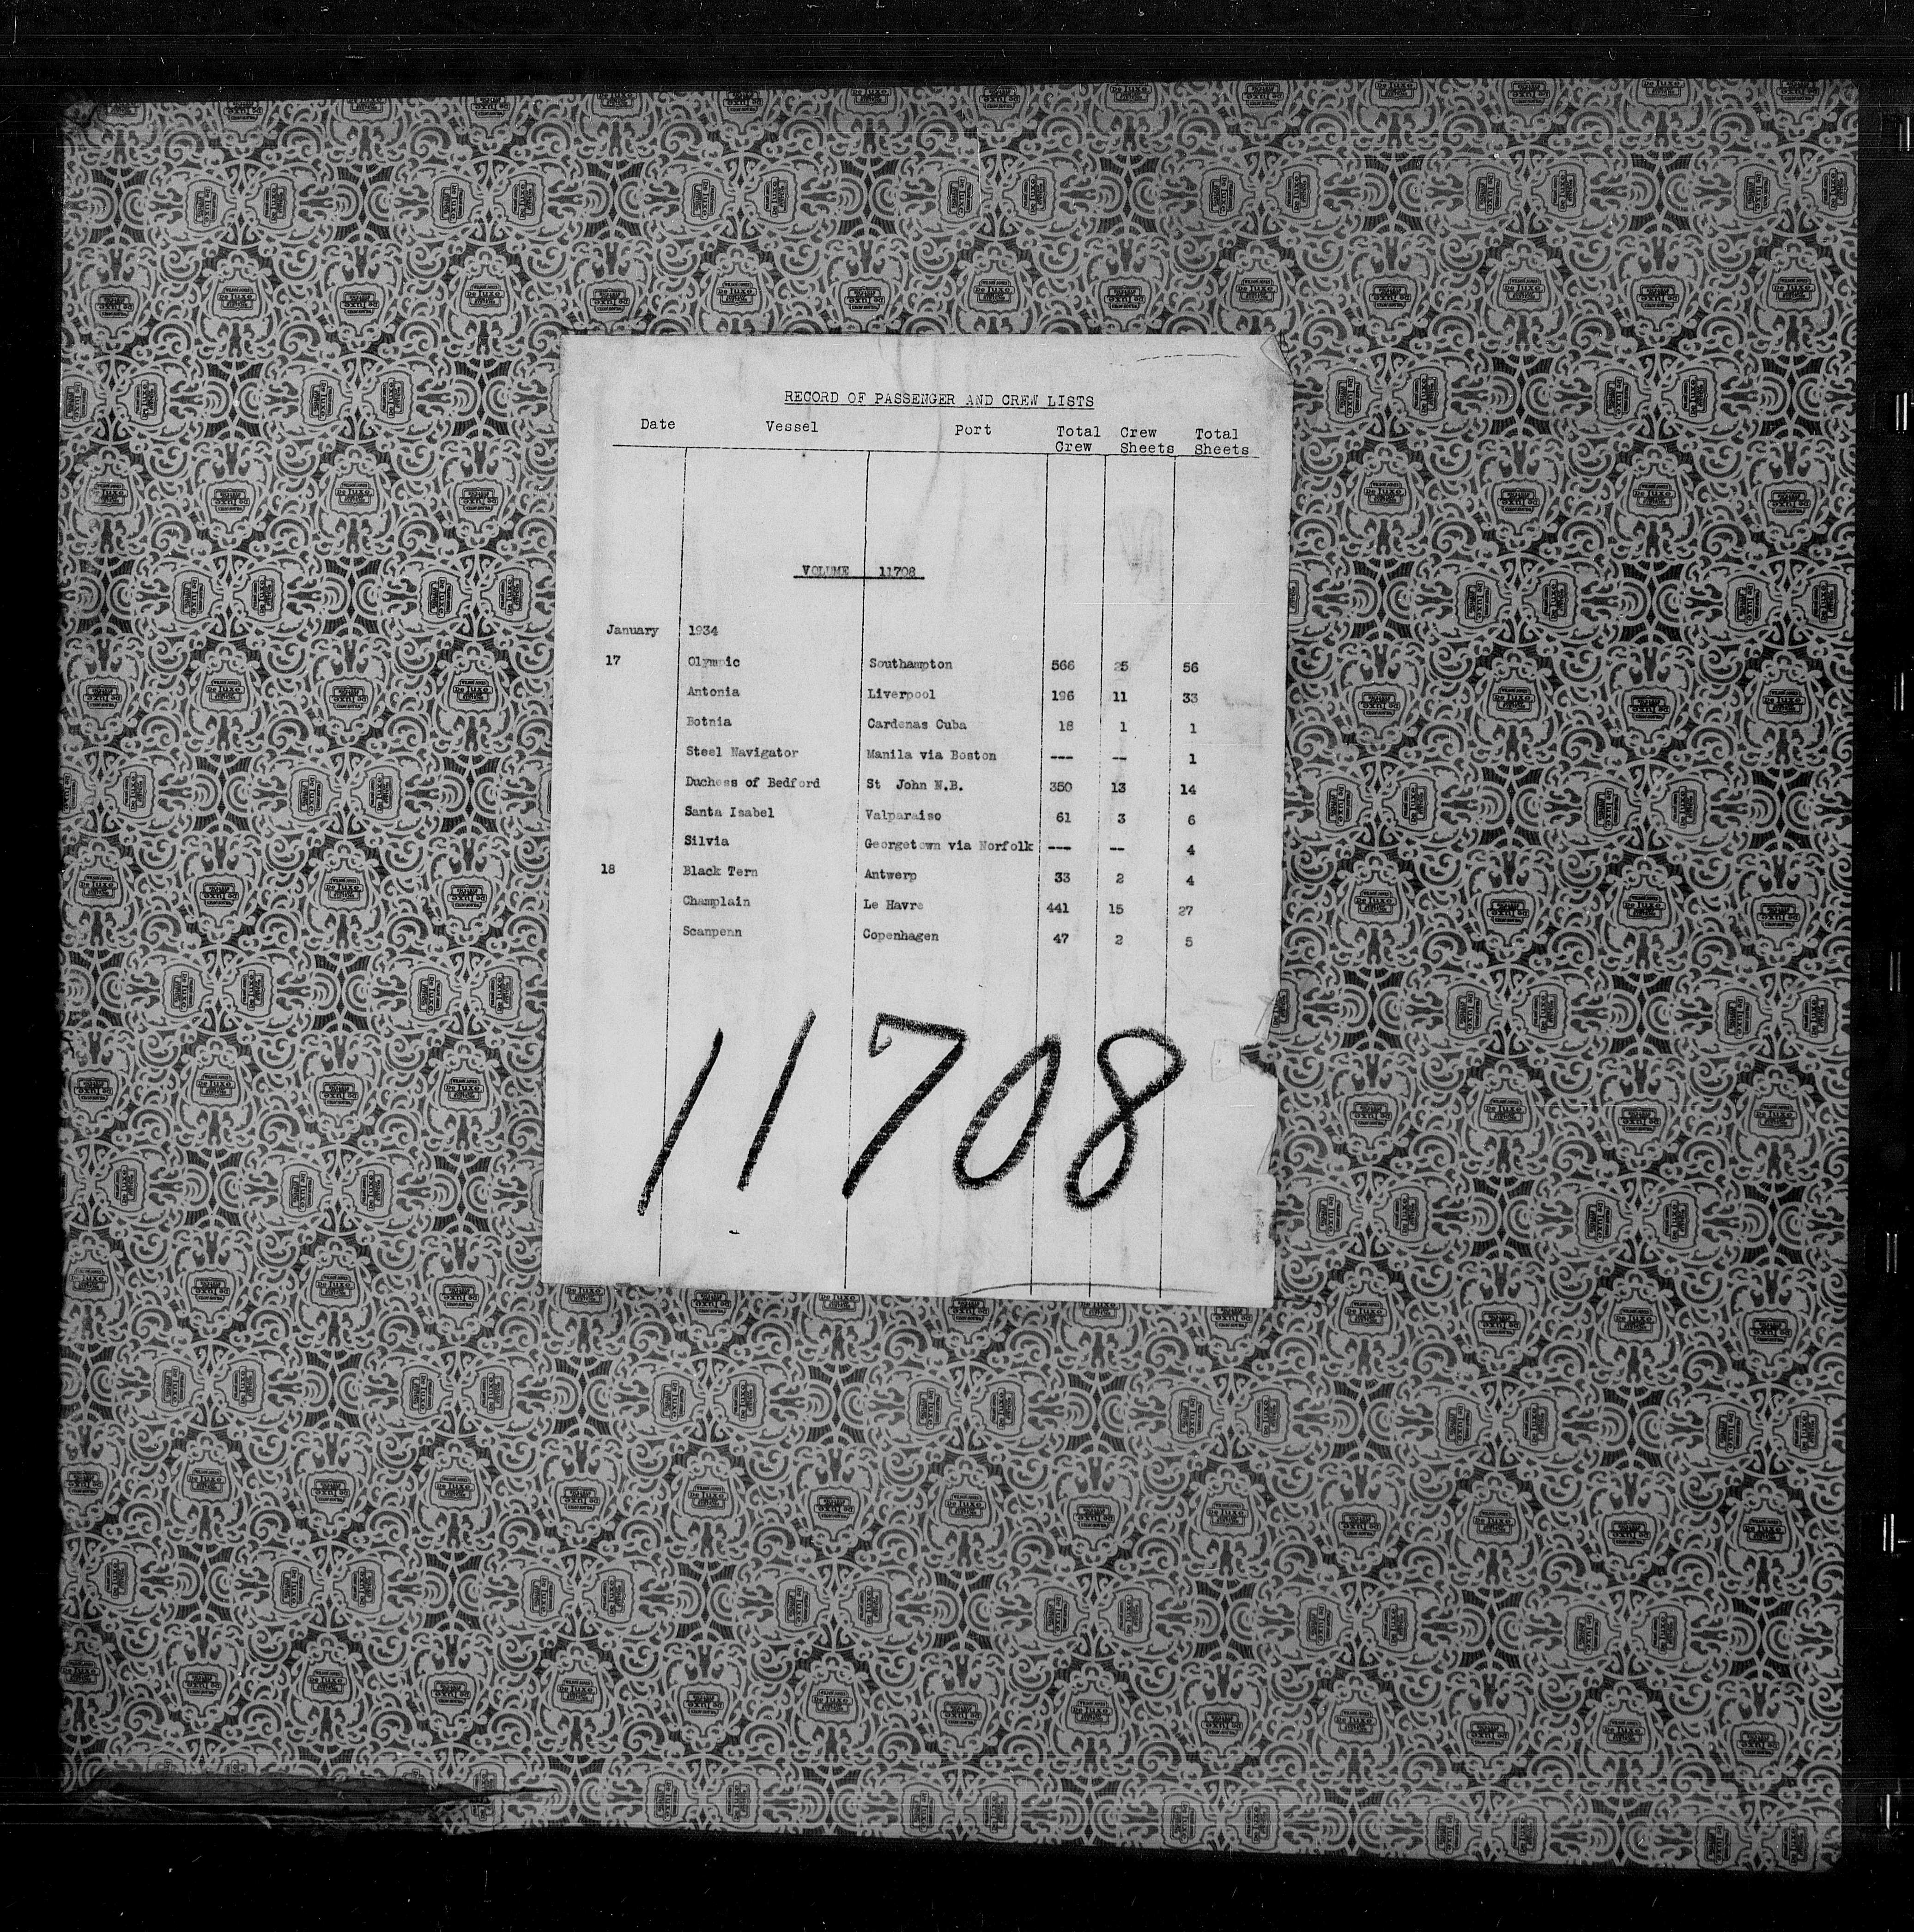 RECORD OF PASSENGER AND CREW LISTS
Date Vessel Port Total Crew Crew Sheets Total Sheets
VOLUME 11708
January 1934
17 Olympic Southampton 566 25 56
Antonia Liverpool 196 11 33
Botnia Cardenas Cuba 18 1 1
Steel Navigator Manila via Boston --- -- 1
Duchess of Bedford St John N.B. 350 13 14
Santa Isabel Valparaiso 61 3 6
Silvia Georgetown via Norfolk --- -- 4
18 Black Tern Antwerp 33 2 4
Champlain Le Havre 441 15 27
Scanpenn Copenhagen 47 2 5
11708
De luxe